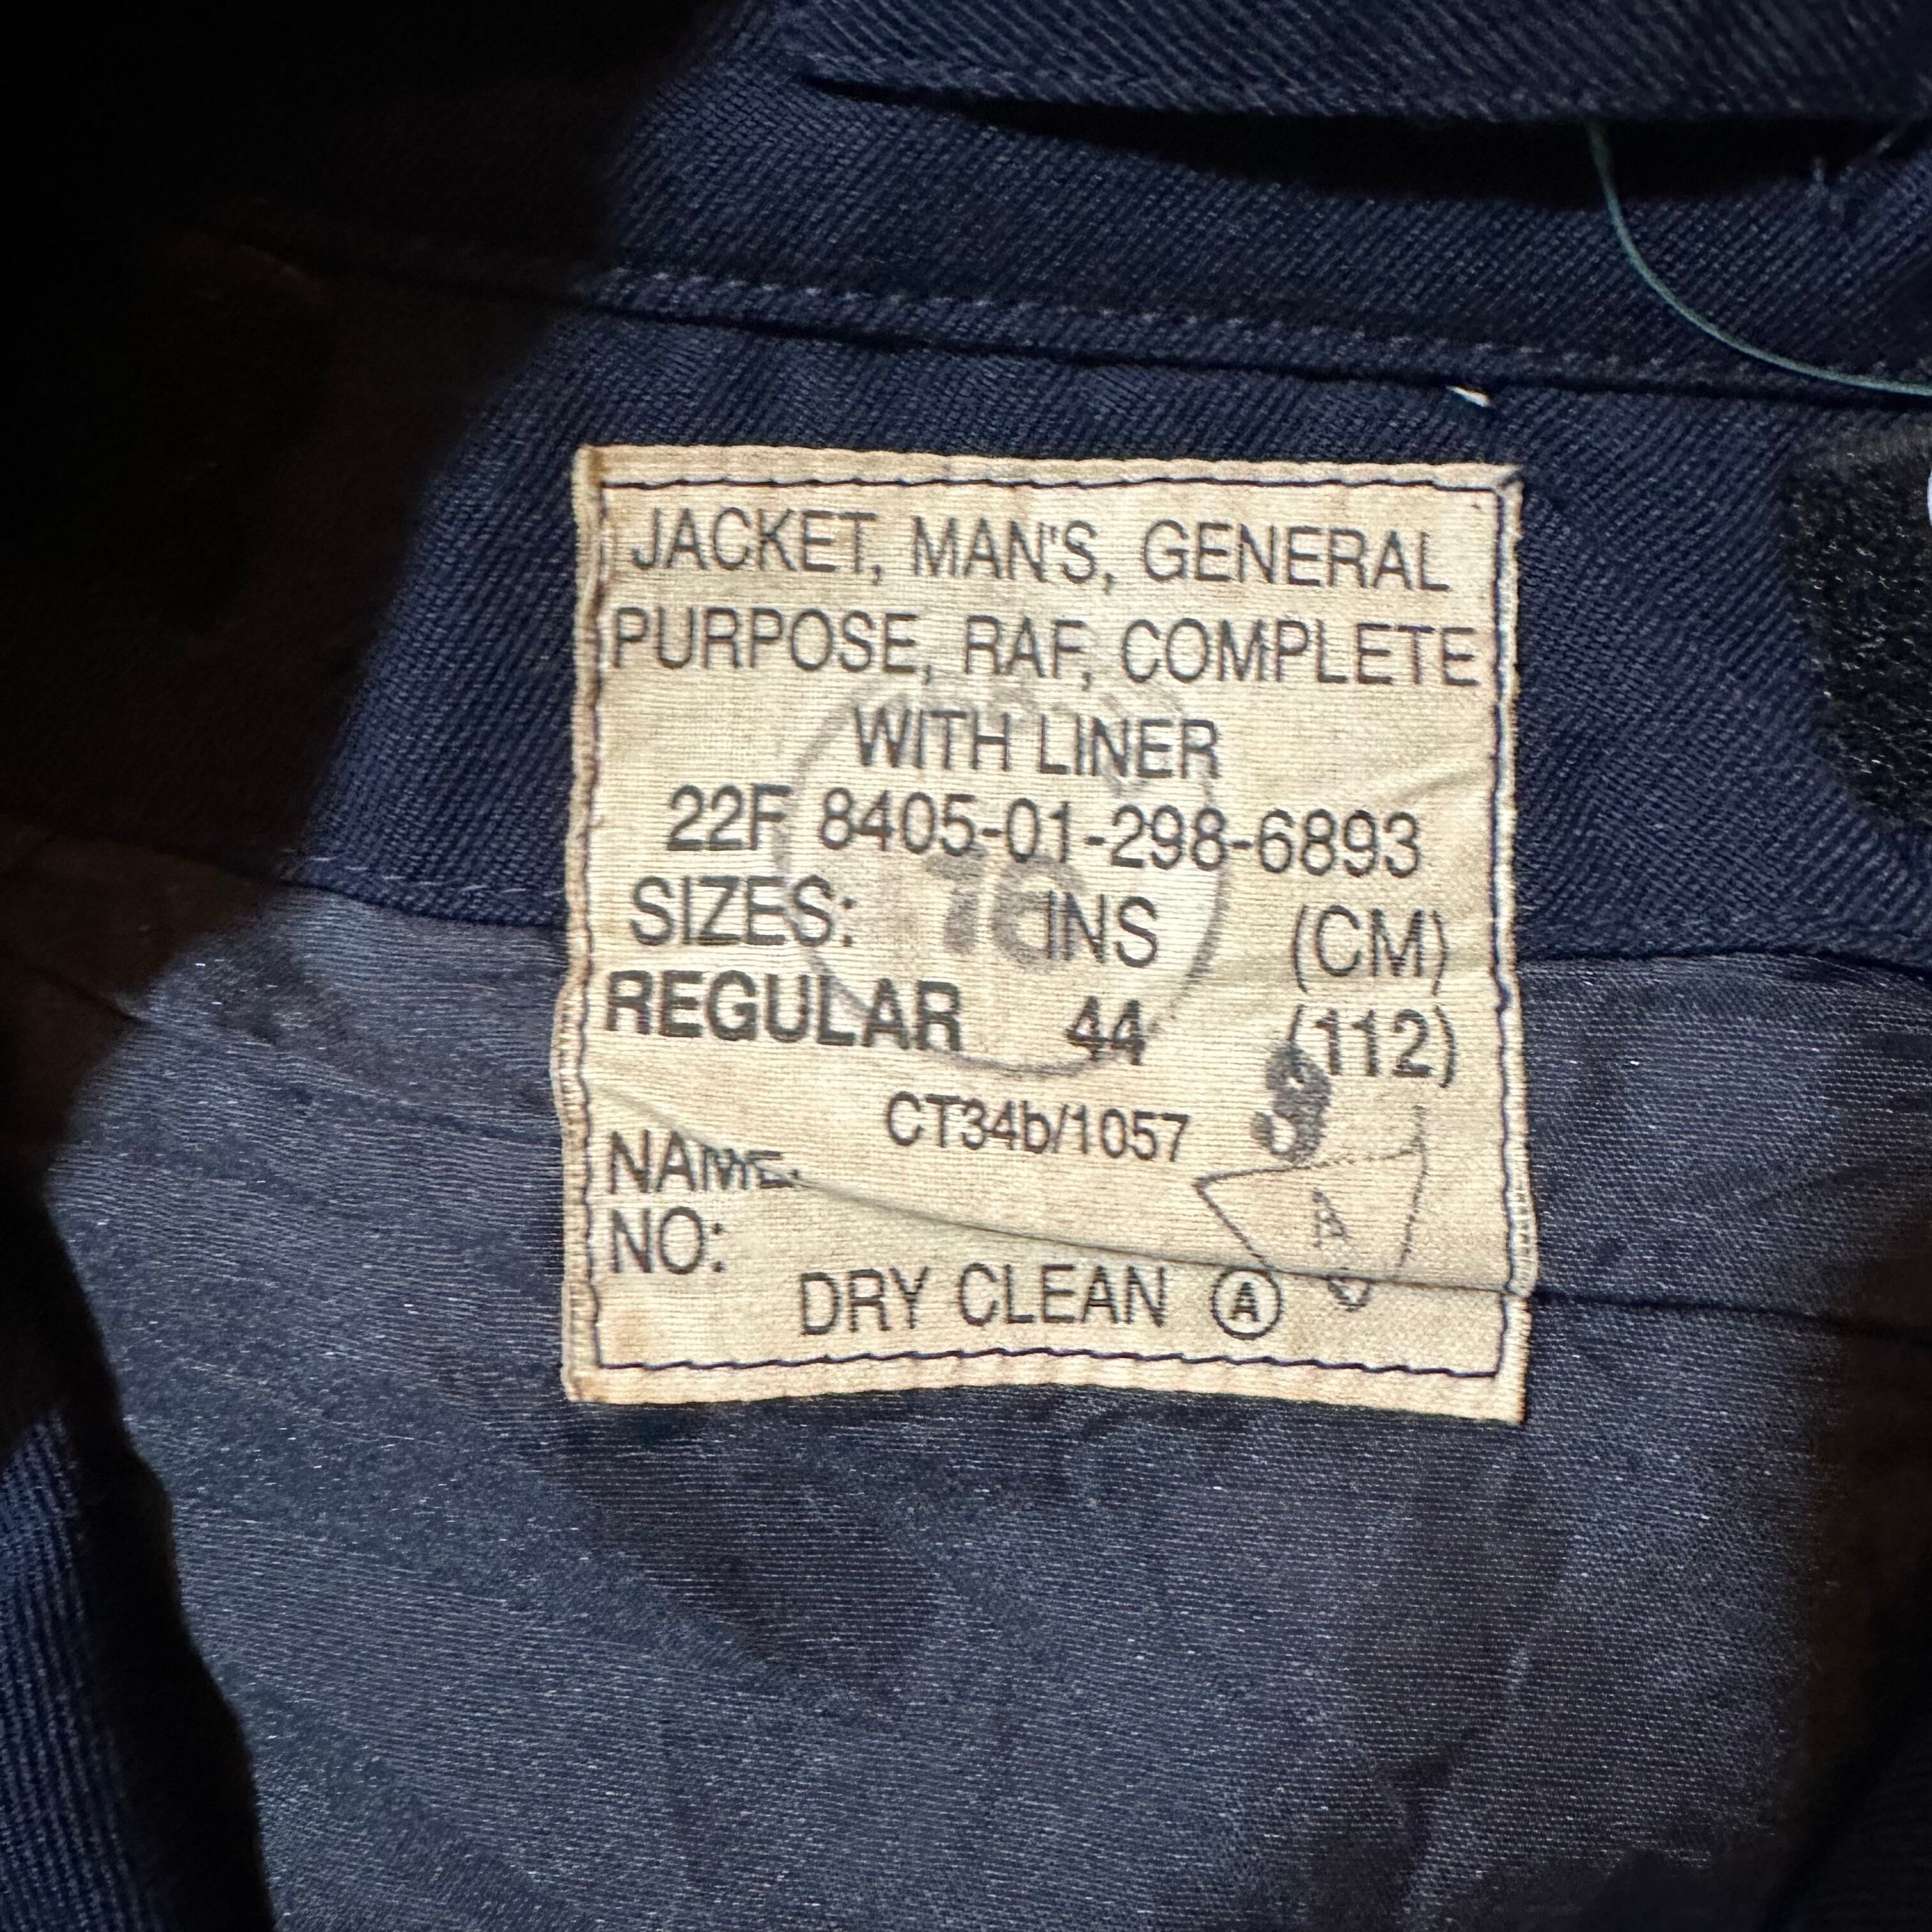 JACKET, MAN'S, GENERAL
PURPOSE, RAF, COMPLETE
WITH LINER
22F 8405-01-298-6893
SIZES: INS (CM)
REGULAR 44 (112)
CT34b/1057
NAME:
NO:
DRY CLEAN Ⓐ